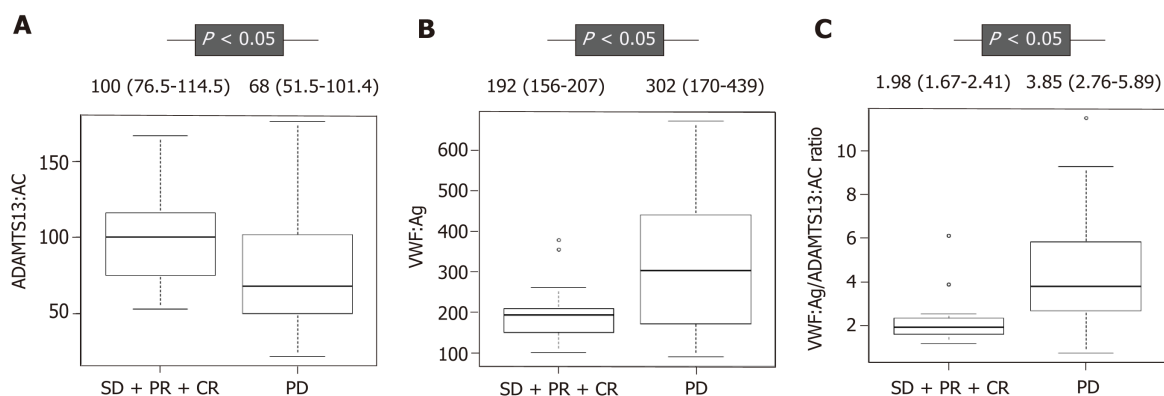 A
P < 0.05
100 (76.5-114.5) 68 (51.5-101.4)
ADAMTS13:AC
150
100
50
SD + PR + CR PD
B
P < 0.05
192 (156-207) 302 (170-439)
VWF:Ag
600
500
400
300
200
100
SD + PR + CR PD
C
P < 0.05
1.98 (1.67-2.41) 3.85 (2.76-5.89)
VWF:Ag/ADAMTS13:AC ratio
10
8
6
4
2
SD + PR + CR PD